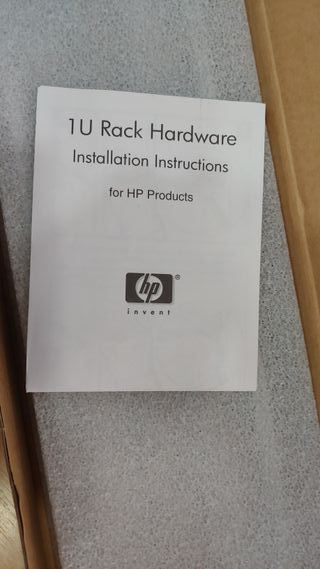 1U Rack Hardware
Installation Instructions
for HP Products
hp
®
invent